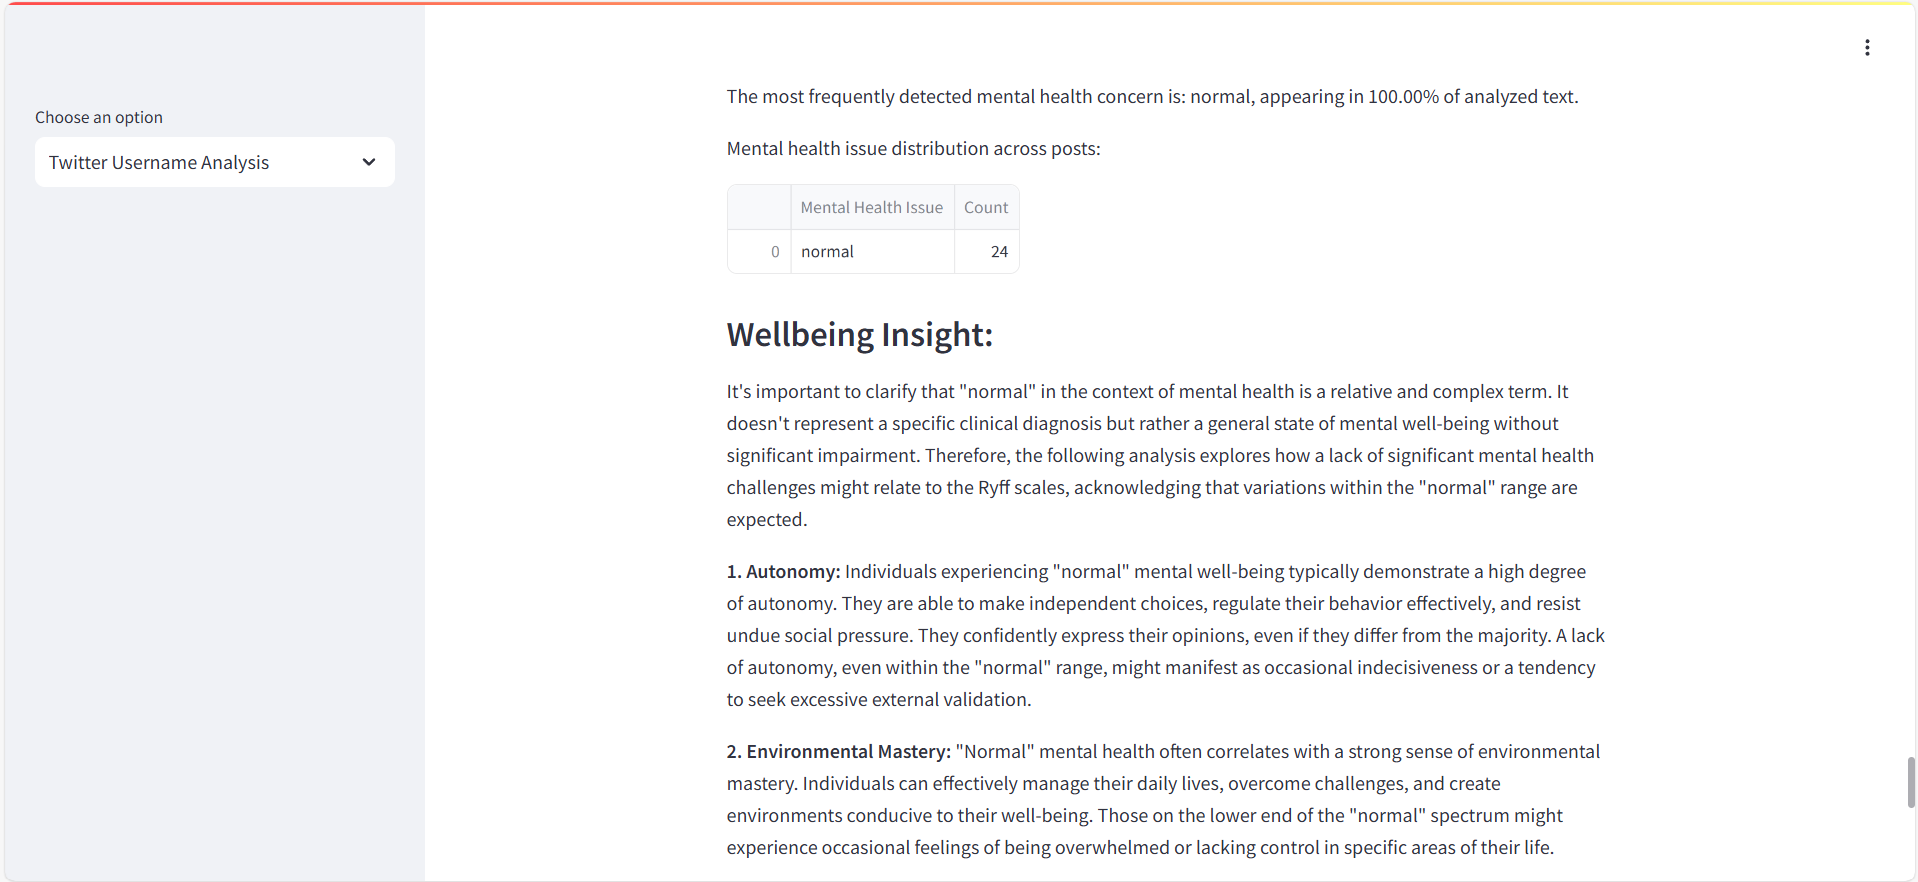 Choose an option
Twitter Username Analysis
The most frequently detected mental health concern is: normal, appearing in 100.00% of analyzed text.
Mental health issue distribution across posts:
Mental Health Issue Count
0 normal 24
Wellbeing Insight:
It's important to clarify that "normal" in the context of mental health is a relative and complex term. It
doesn't represent a specific clinical diagnosis but rather a general state of mental well-being without
significant impairment. Therefore, the following analysis explores how a lack of significant mental health
challenges might relate to the Ryff scales, acknowledging that variations within the "normal" range are
expected.
1. Autonomy: Individuals experiencing "normal" mental well-being typically demonstrate a high degree
of autonomy. They are able to make independent choices, regulate their behavior effectively, and resist
undue social pressure. They confidently express their opinions, even if they differ from the majority. A lack
of autonomy, even within the "normal" range, might manifest as occasional indecisiveness or a tendency
to seek excessive external validation.
2. Environmental Mastery: "Normal" mental health often correlates with a strong sense of environmental
mastery. Individuals can effectively manage their daily lives, overcome challenges, and create
environments conducive to their well-being. Those on the lower end of the "normal" spectrum might
experience occasional feelings of being overwhelmed or lacking control in specific areas of their life.